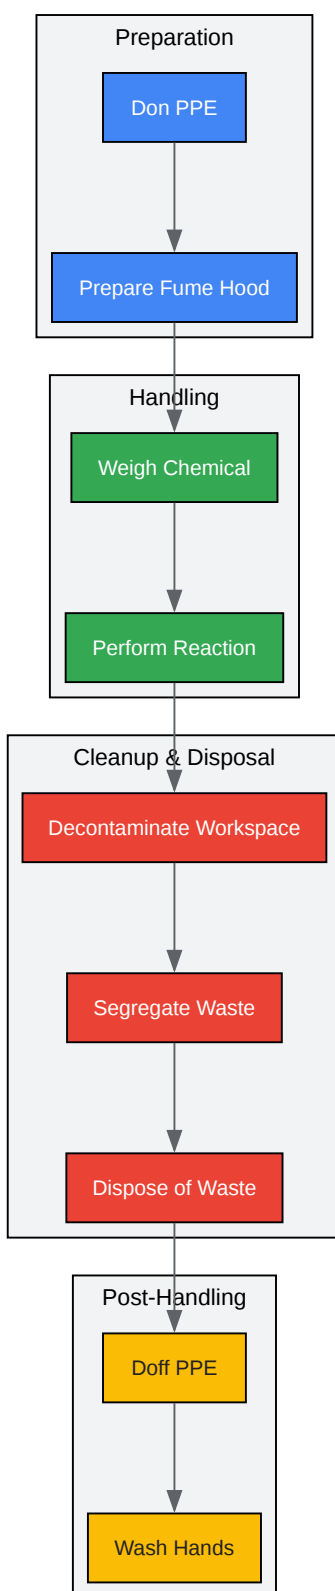 Preparation
Don PPE
Prepare Fume Hood
Handling
Weigh Chemical
Perform Reaction
Cleanup & Disposal
Decontaminate Workspace
Segregate Waste
Dispose of Waste
Post-Handling
Doff PPE
Wash Hands